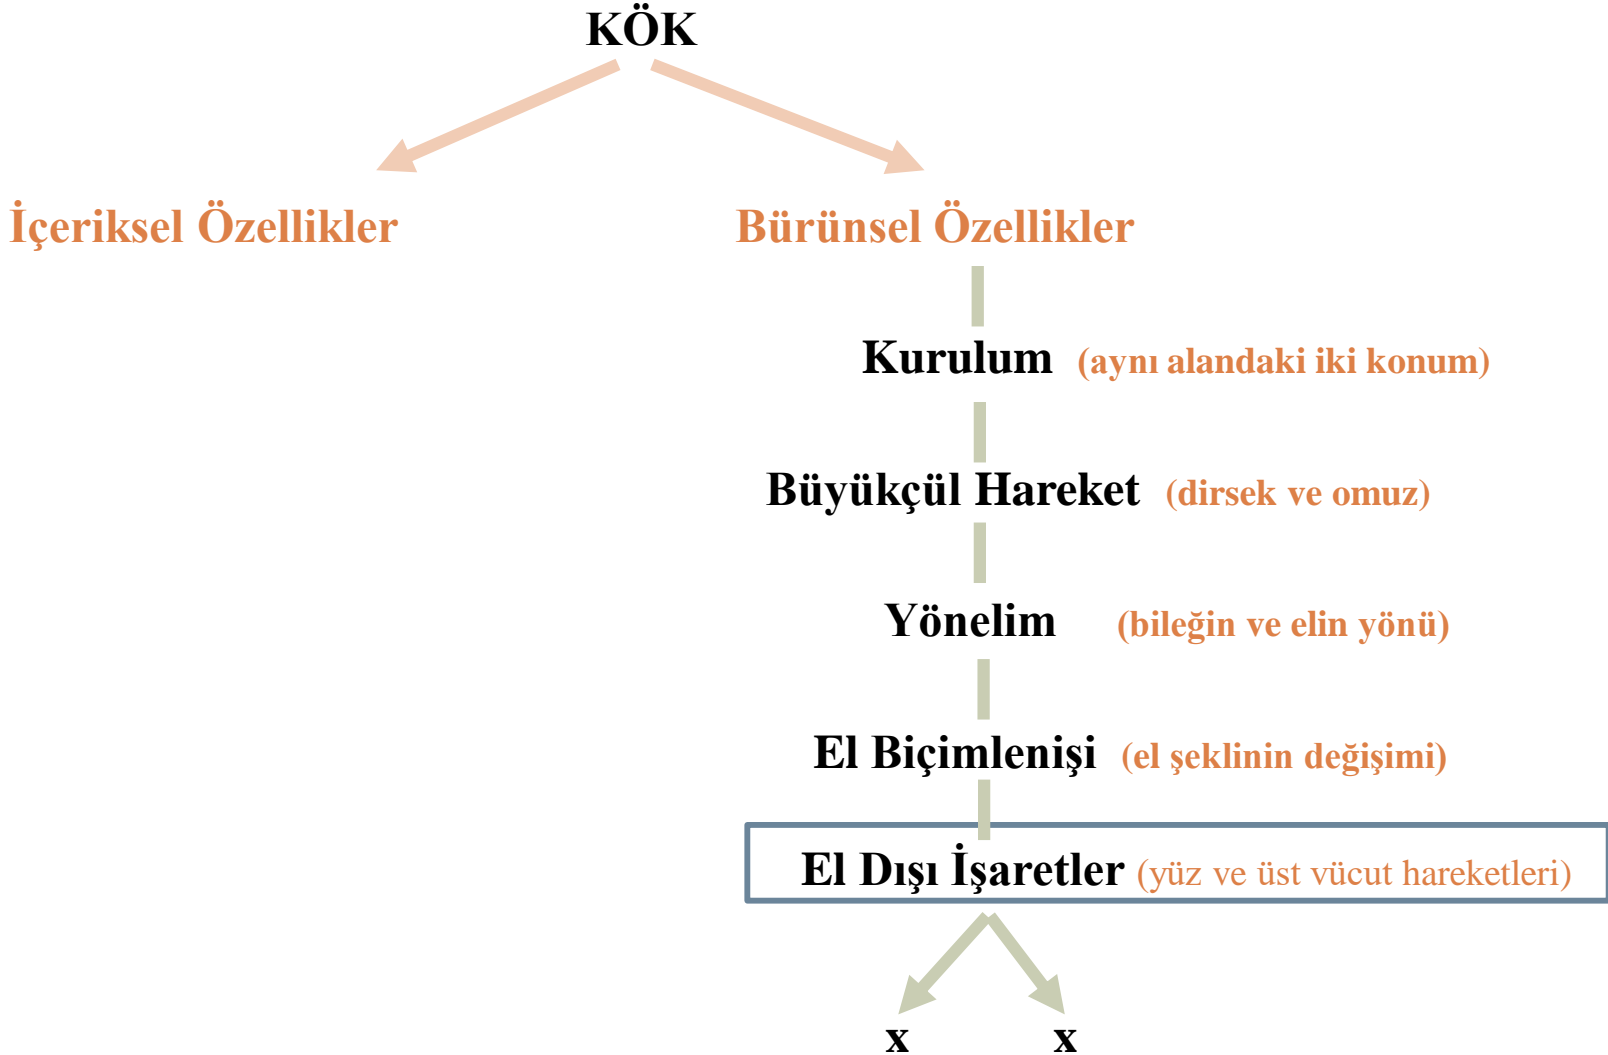 KÖK
İçeriksel Özellikler
Bürünsel Özellikler
Kurulum (aynı alandaki iki konum)
Büyükçül Hareket (dirsek ve omuz)
Yönelim (bileğin ve elin yönü)
El Biçimlenişi (el şeklinin değişimi)
El Dışı İşaretler (yüz ve üst vücut hareketleri)
x x